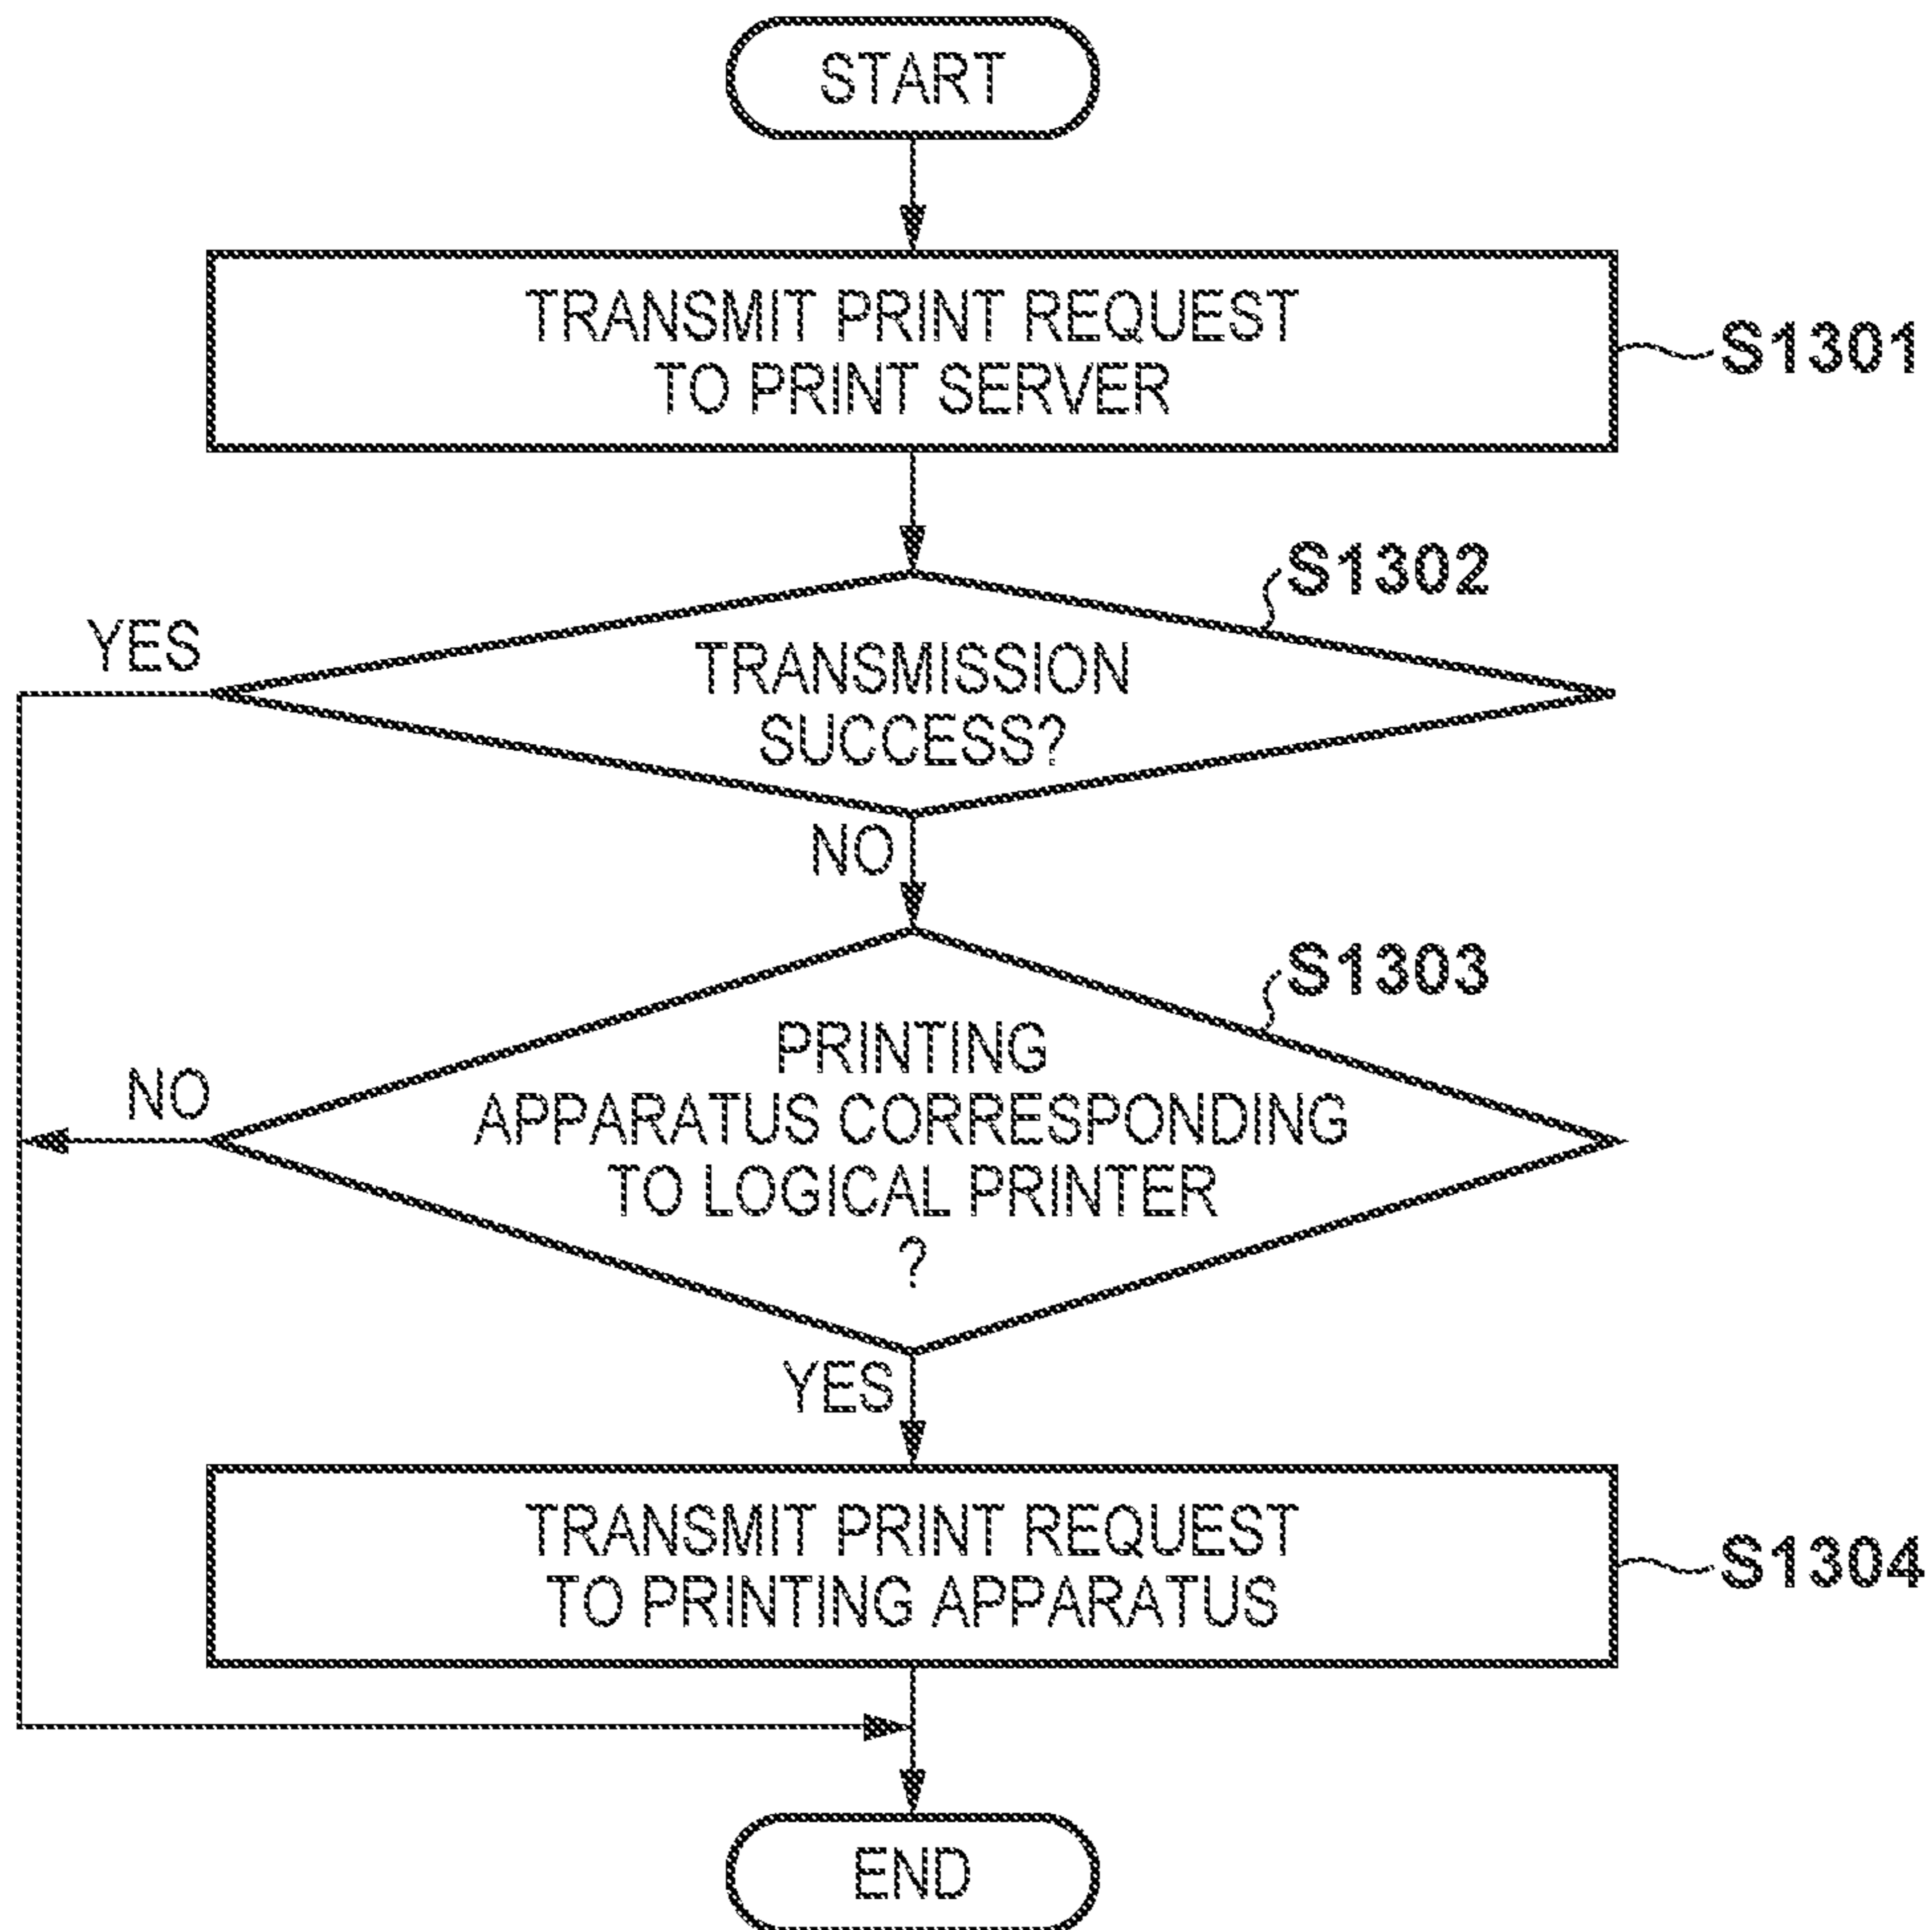 START
TRANSMIT PRINT REQUEST
TO PRINT SERVER
S1301
S1302
YES
TRANSMISSION
SUCCESS?
NO
S1303
PRINTING
APPARATUS CORRESPONDING
TO LOGICAL PRINTER
?
NO
YES
TRANSMIT PRINT REQUEST
TO PRINTING APPARATUS
S1304
END